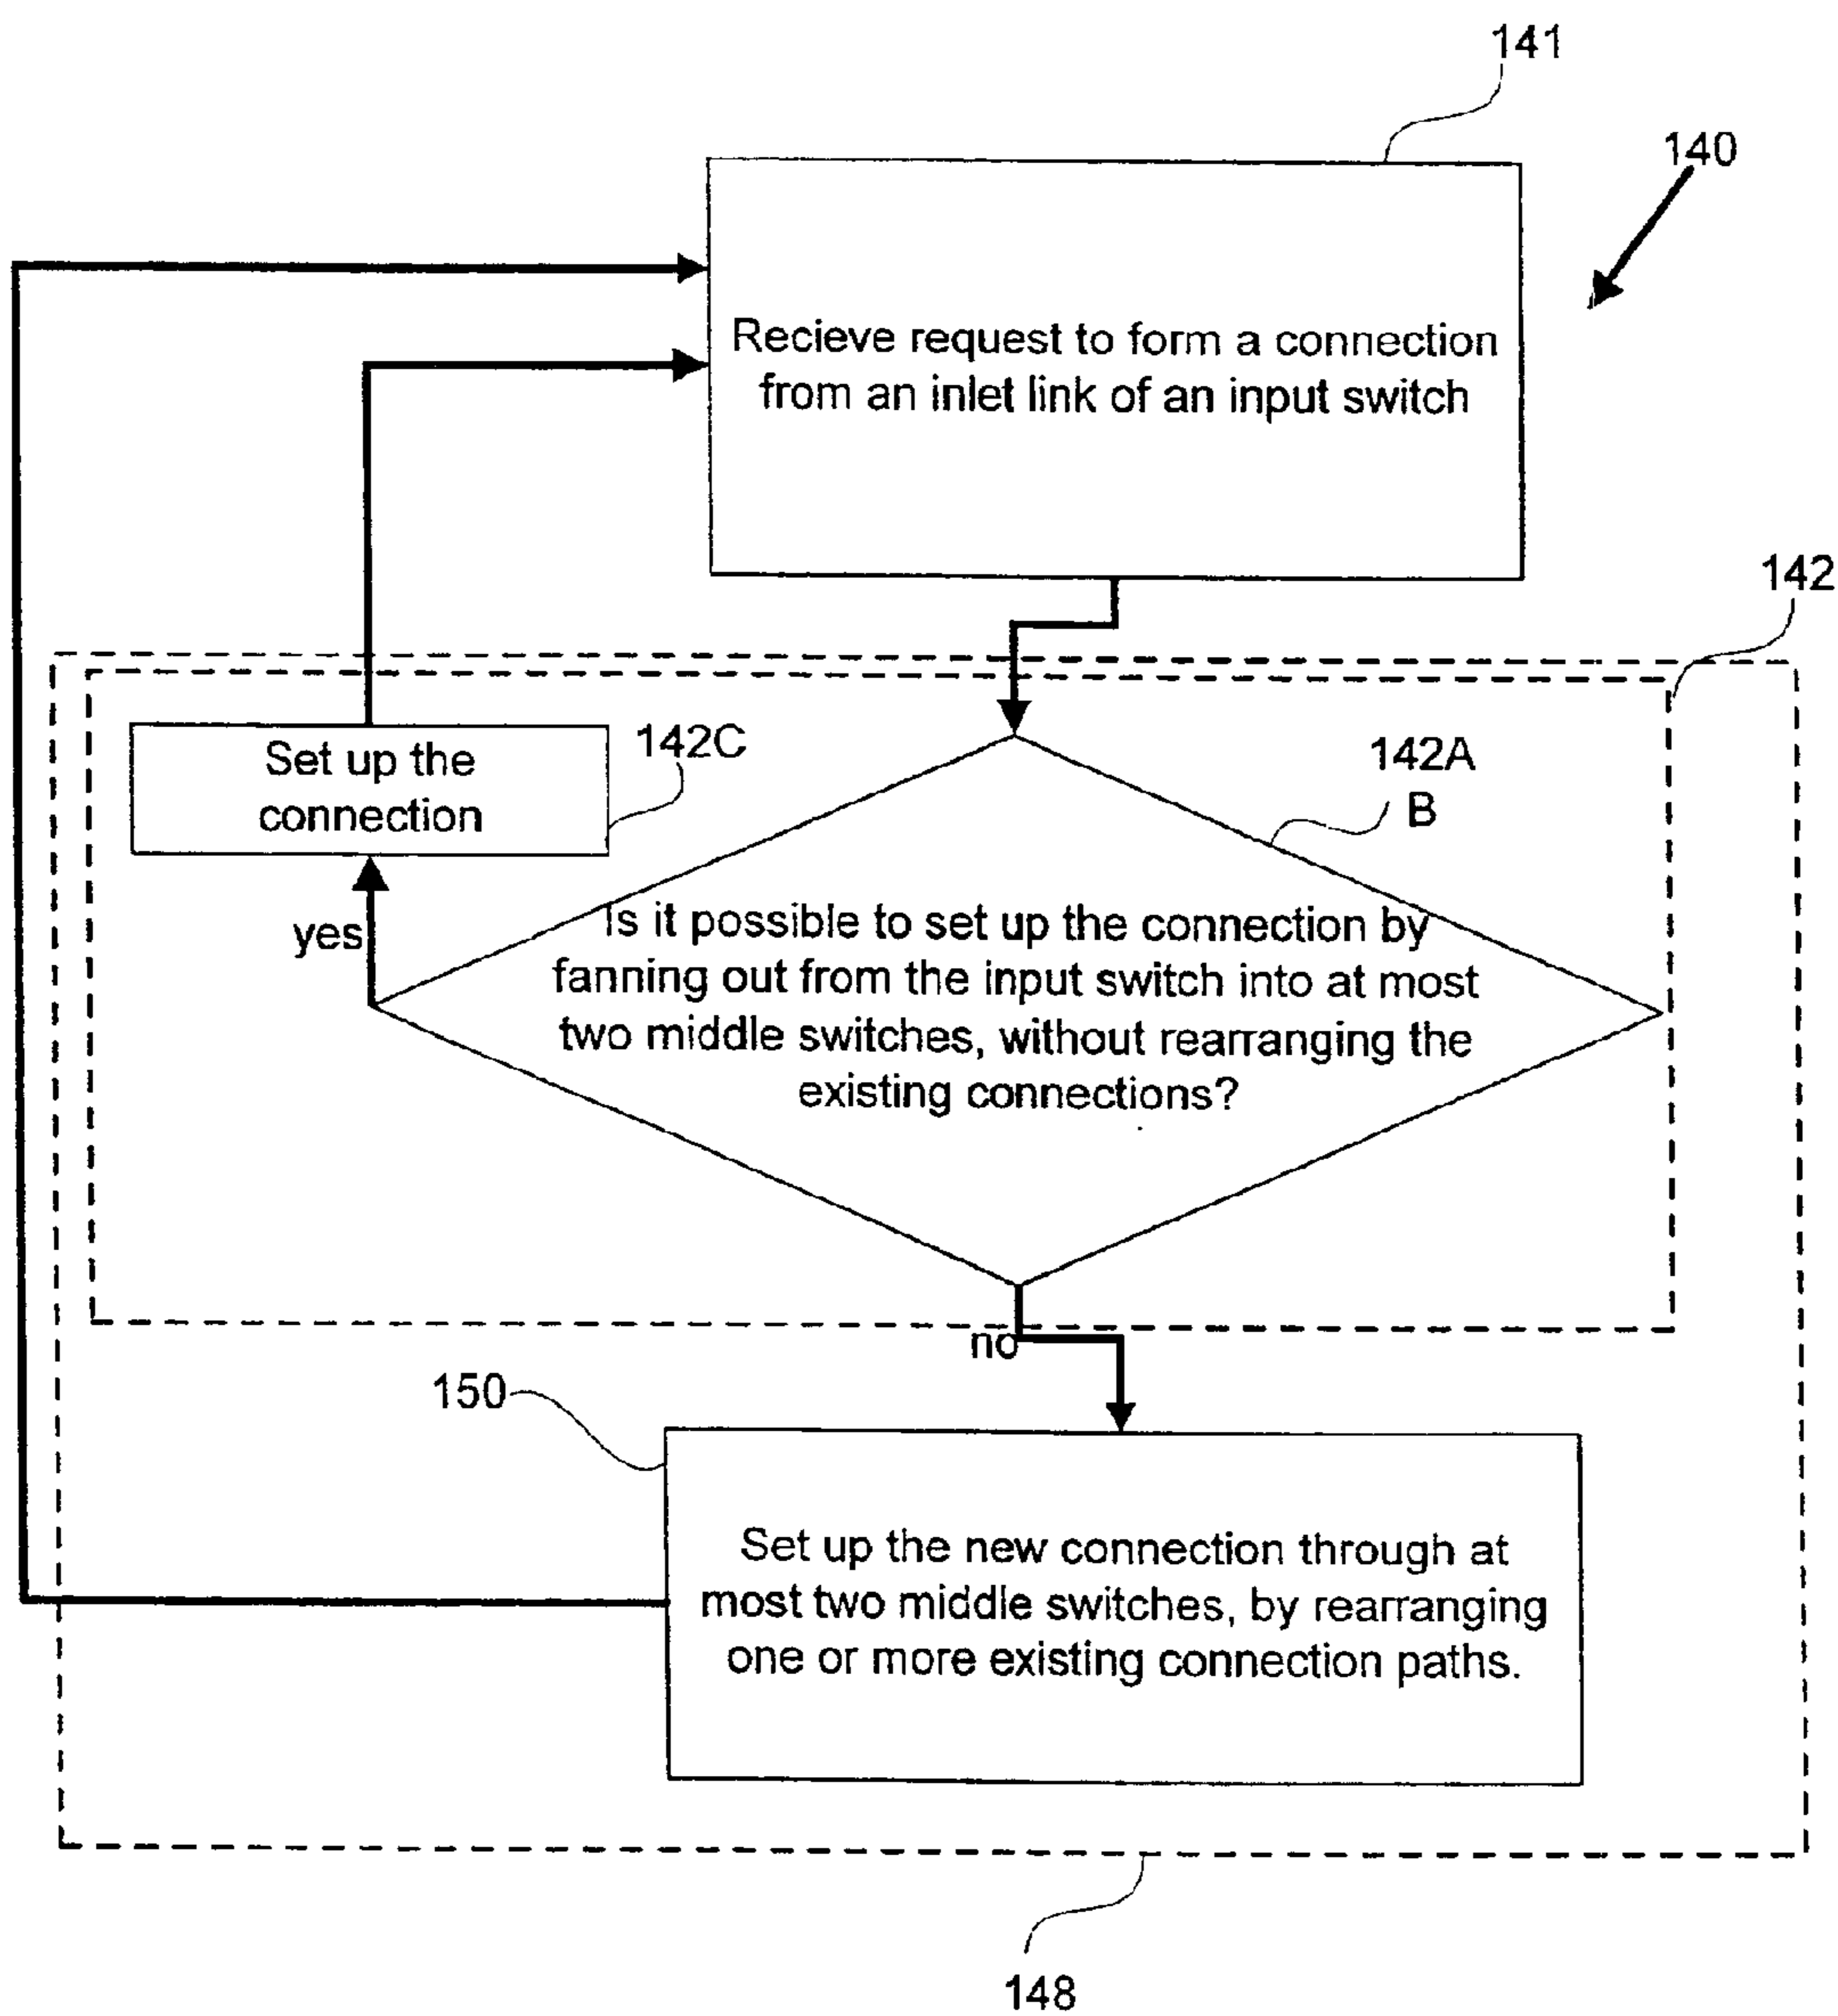 141
140
Recieve request to form a connection
from an inlet link of an input switch
142
Set up the
connection
142C
142A
B
yes
Is it possible to set up the connection by
fanning out from the input switch into at most
two middle switches, without rearranging the
existing connections?
no
150
Set up the new connection through at
most two middle switches, by rearranging
one or more existing connection paths.
148